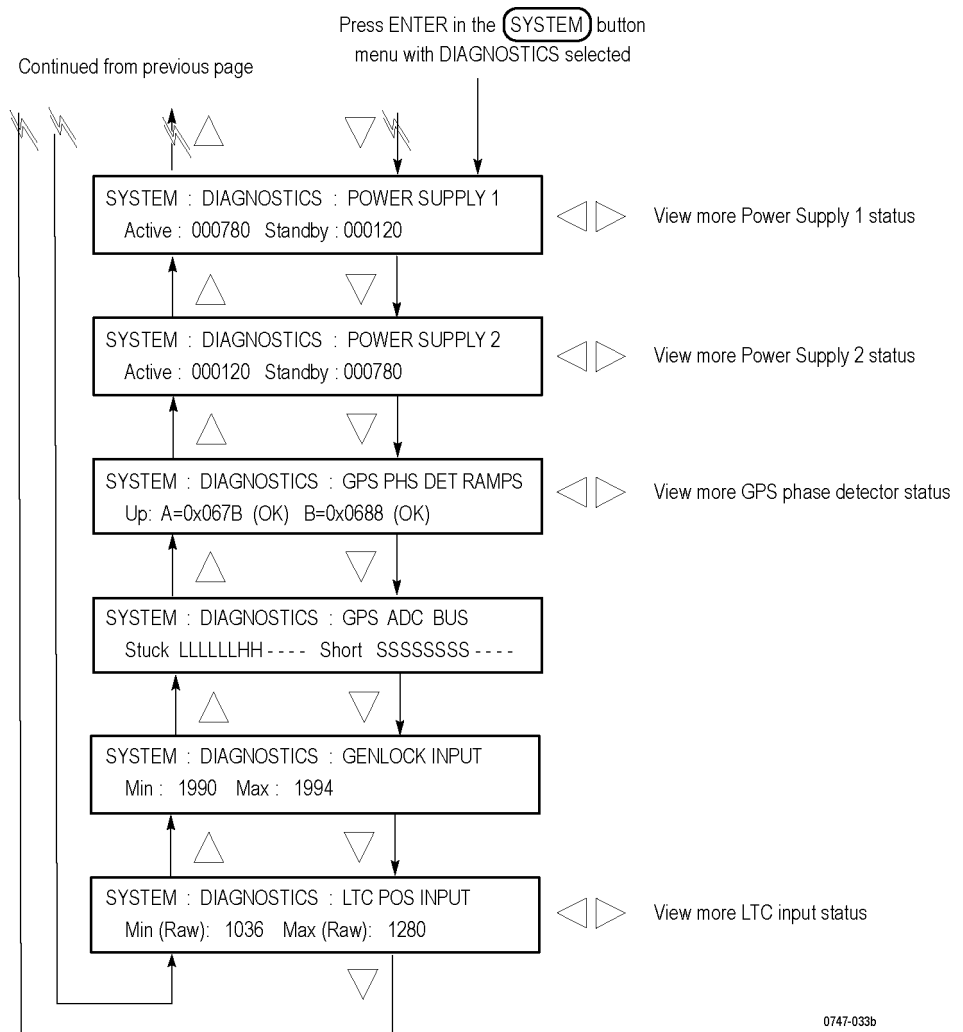 Press ENTER in the SYSTEM button
menu with DIAGNOSTICS selected
Continued from previous page
SYSTEM : DIAGNOSTICS : POWER SUPPLY 1
Active : 000780 Standby : 000120
View more Power Supply 1 status
SYSTEM : DIAGNOSTICS : POWER SUPPLY 2
Active : 000120 Standby : 000780
View more Power Supply 2 status
SYSTEM : DIAGNOSTICS : GPS PHS DET RAMPS
Up: A=0x067B (OK) B=0x0688 (OK)
View more GPS phase detector status
SYSTEM : DIAGNOSTICS : GPS ADC BUS
Stuck LLLLLLHH - - - - Short SSSSSSSS - - - -
SYSTEM : DIAGNOSTICS : GENLOCK INPUT
Min : 1990 Max : 1994
SYSTEM : DIAGNOSTICS : LTC POS INPUT
Min (Raw): 1036 Max (Raw): 1280
View more LTC input status
0747-033b